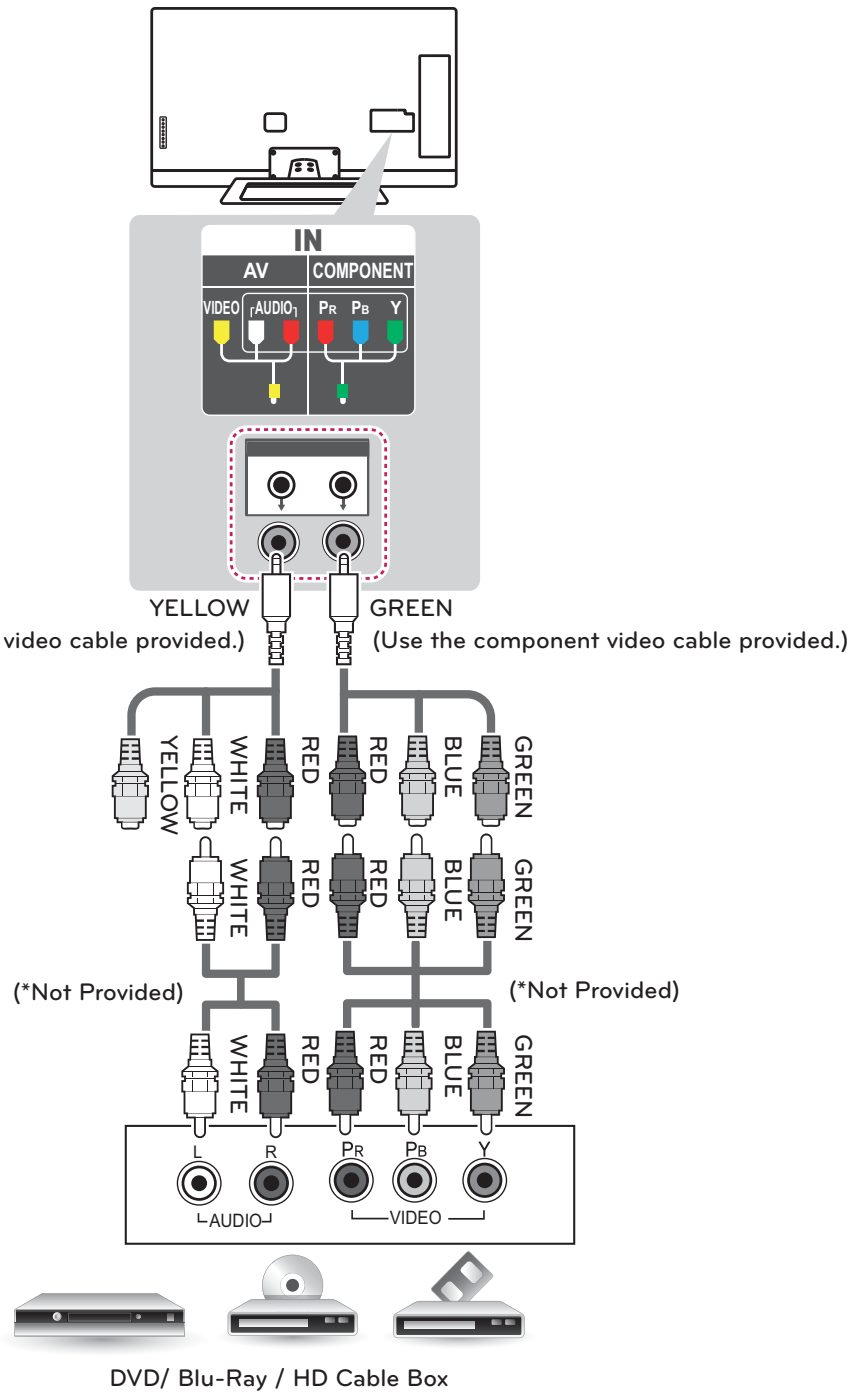 IN
AV COMPONENT
VIDEO ┌AUDIO┐ PR PB Y
YELLOW GREEN
video cable provided.) (Use the component video cable provided.)
YELLOW WHITE RED RED BLUE GREEN
WHITE RED RED BLUE GREEN
(*Not Provided) (*Not Provided)
WHITE RED RED BLUE GREEN
L R PR PB Y
AUDIO VIDEO
DVD/ Blu-Ray / HD Cable Box